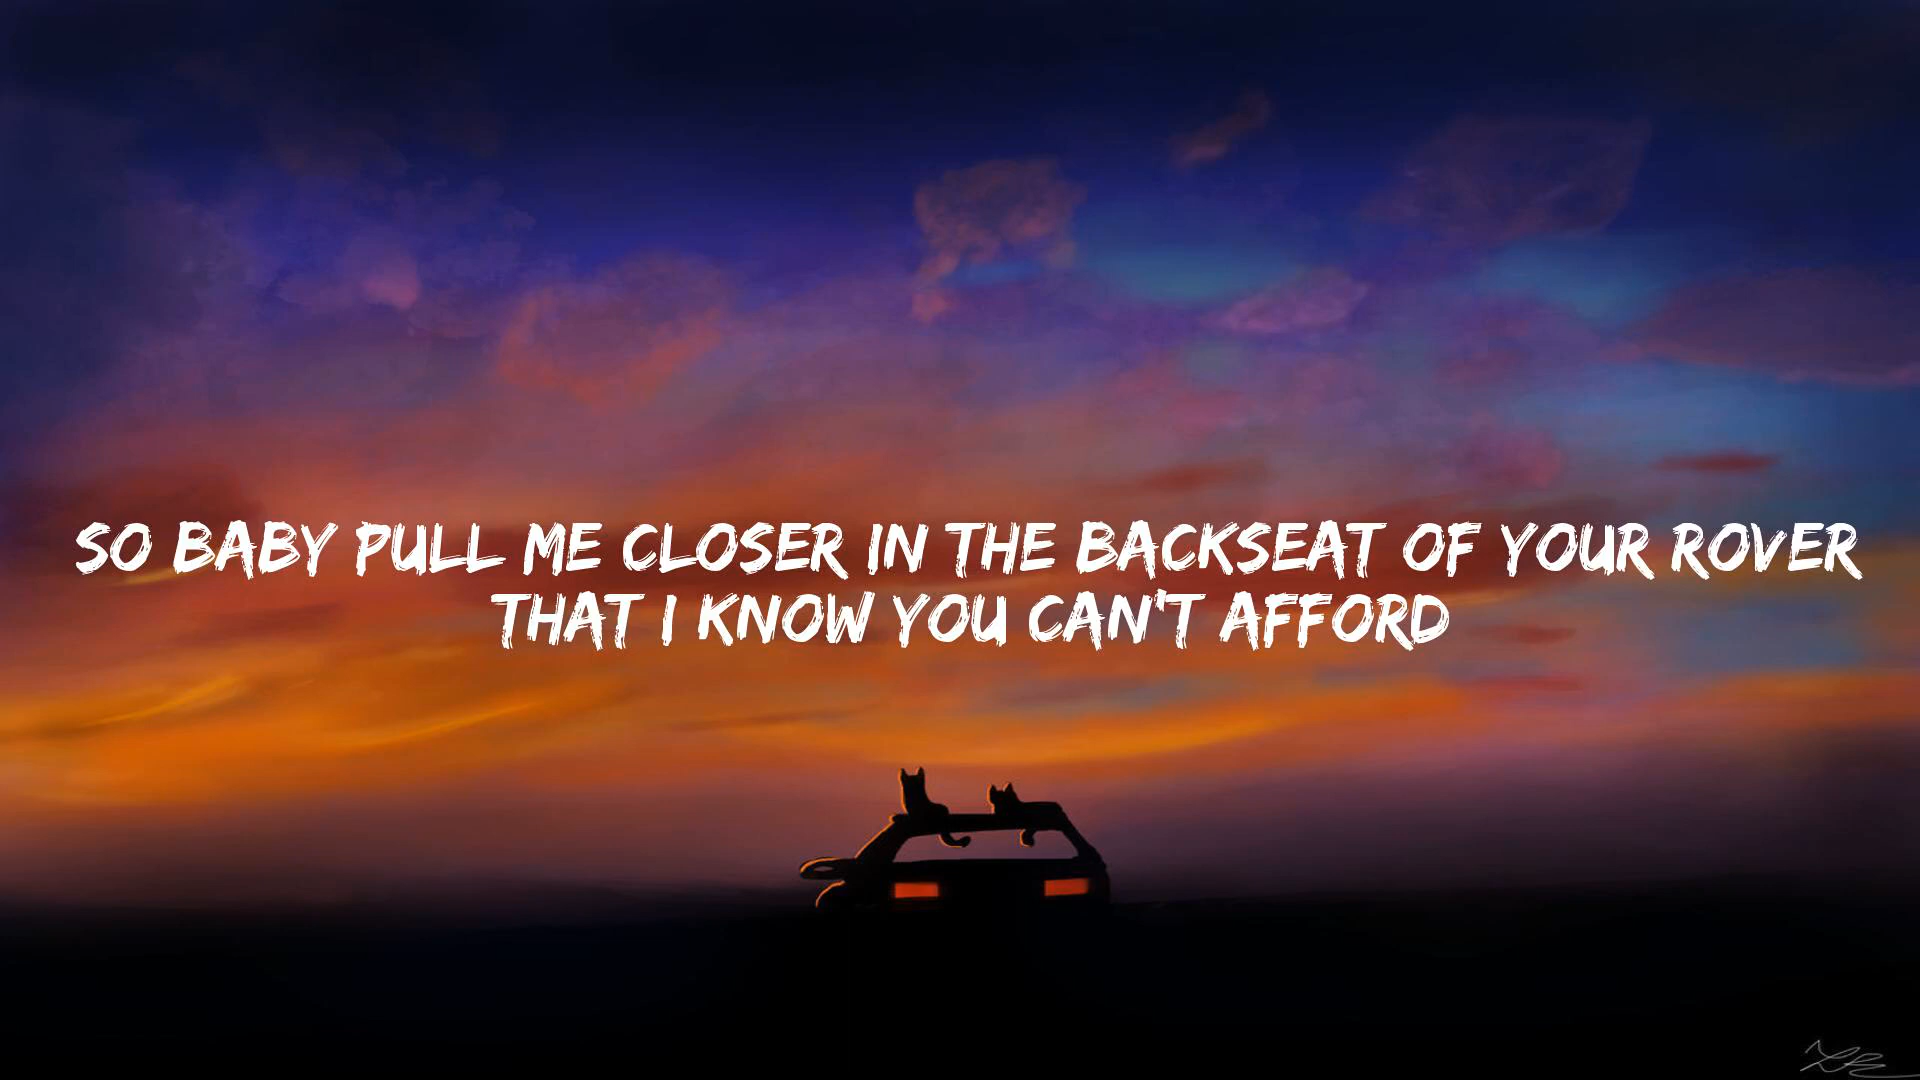 SO BABY PULL ME CLOSER IN THE BACKSEAT OF YOUR ROVER
THAT I KNOW YOU CAN'T AFFORD